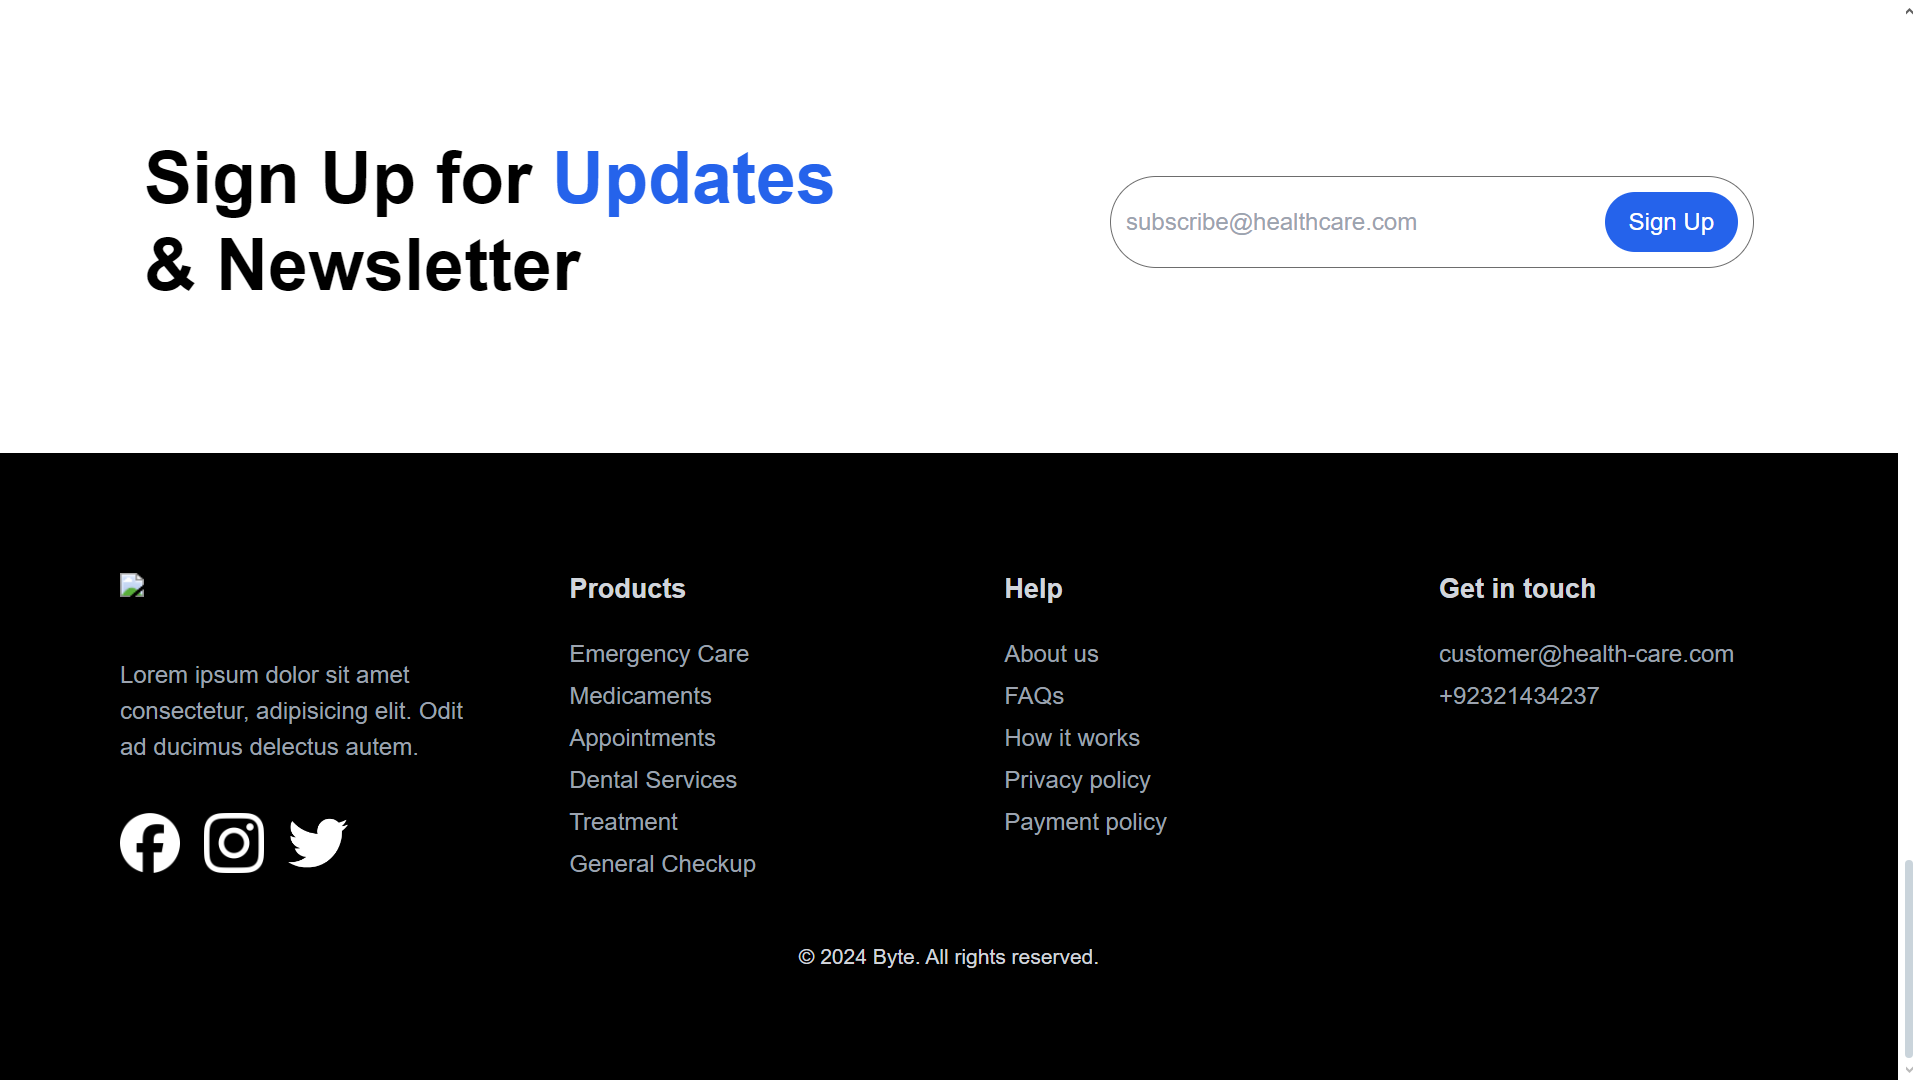 Sign Up for Updates
& Newsletter
subscribe@healthcare.com
Sign Up
Lorem ipsum dolor sit amet
consectetur, adipisicing elit. Odit
ad ducimus delectus autem.
Products
Emergency Care
Medicaments
Appointments
Dental Services
Treatment
General Checkup
Help
About us
FAQs
How it works
Privacy policy
Payment policy
Get in touch
customer@health-care.com
+92321434237
© 2024 Byte. All rights reserved.